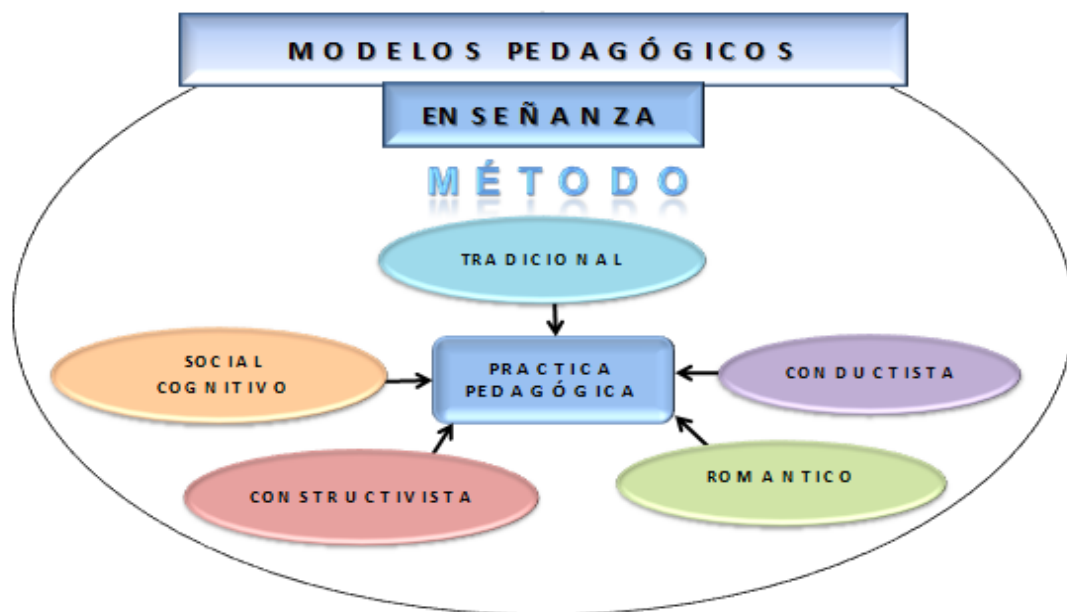 MODELOS PEDAGÓGICOS
ENSEÑANZA
MÉTODO
TRADICIONAL
SOCIAL
COGNITIVO
PRACTICA
PEDAGÓGICA
CONDUCTISTA
CONSTRUCTIVISTA
ROMANTICO